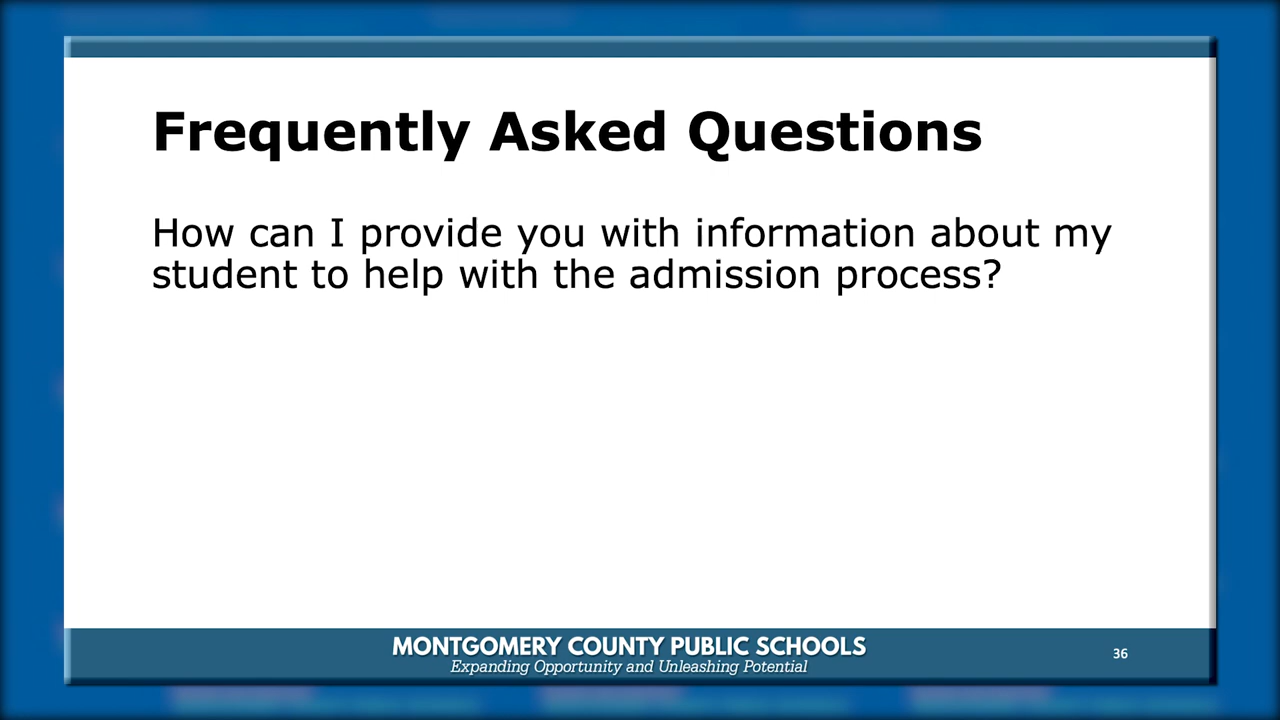 Frequently Asked Questions
How can I provide you with information about my
student to help with the admission process?
MONTGOMERY COUNTY PUBLIC SCHOOLS
Expanding Opportunity and Unleashing Potential
36